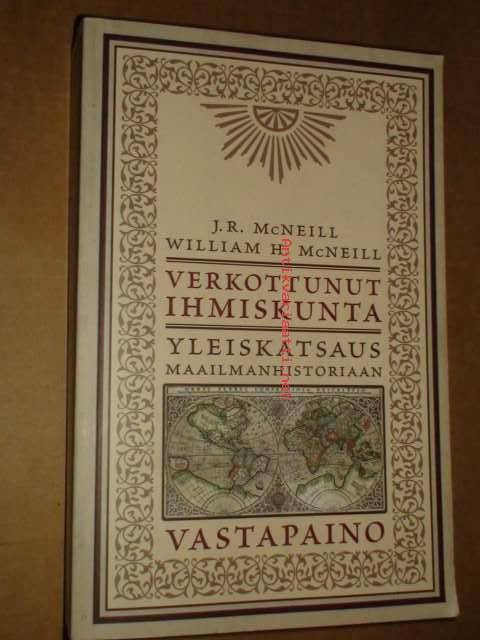 J.R. McNEILL
WILLIAM H. McNEILL
VERKOTTUNUT
IHMISKUNTA
YLEISKATSAUS
MAAILMANHISTORIAAN
VASTAPAINO